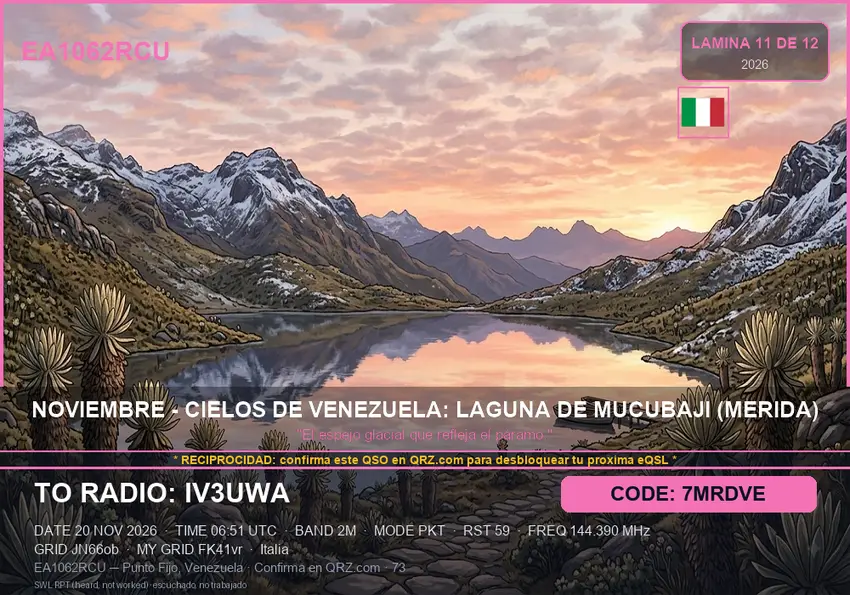 EA1062RCU
LAMINA 11 DE 12
2026
NOVIEMBRE - CIELOS DE VENEZUELA: LAGUNA DE MUCUBAJI (MERIDA)
"El espejo glacial que refleja el paramo."
* RECIPROCIDAD: confirma este QSO en QRZ.com para desbloquear tu proxima eQSL *
TO RADIO: IV3UWA
CODE: 7MRDVE
DATE 20 NOV 2026 · TIME 06:51 UTC · BAND 2M · MODE PKT · RST 59 · FREQ 144.390 MHz
GRID JN66ob · MY GRID FK41vr · Italia
EA1062RCU — Punto Fijo, Venezuela · Confirma en QRZ.com · 73
SWL RPT (heard, not worked) · escuchado, no trabajado